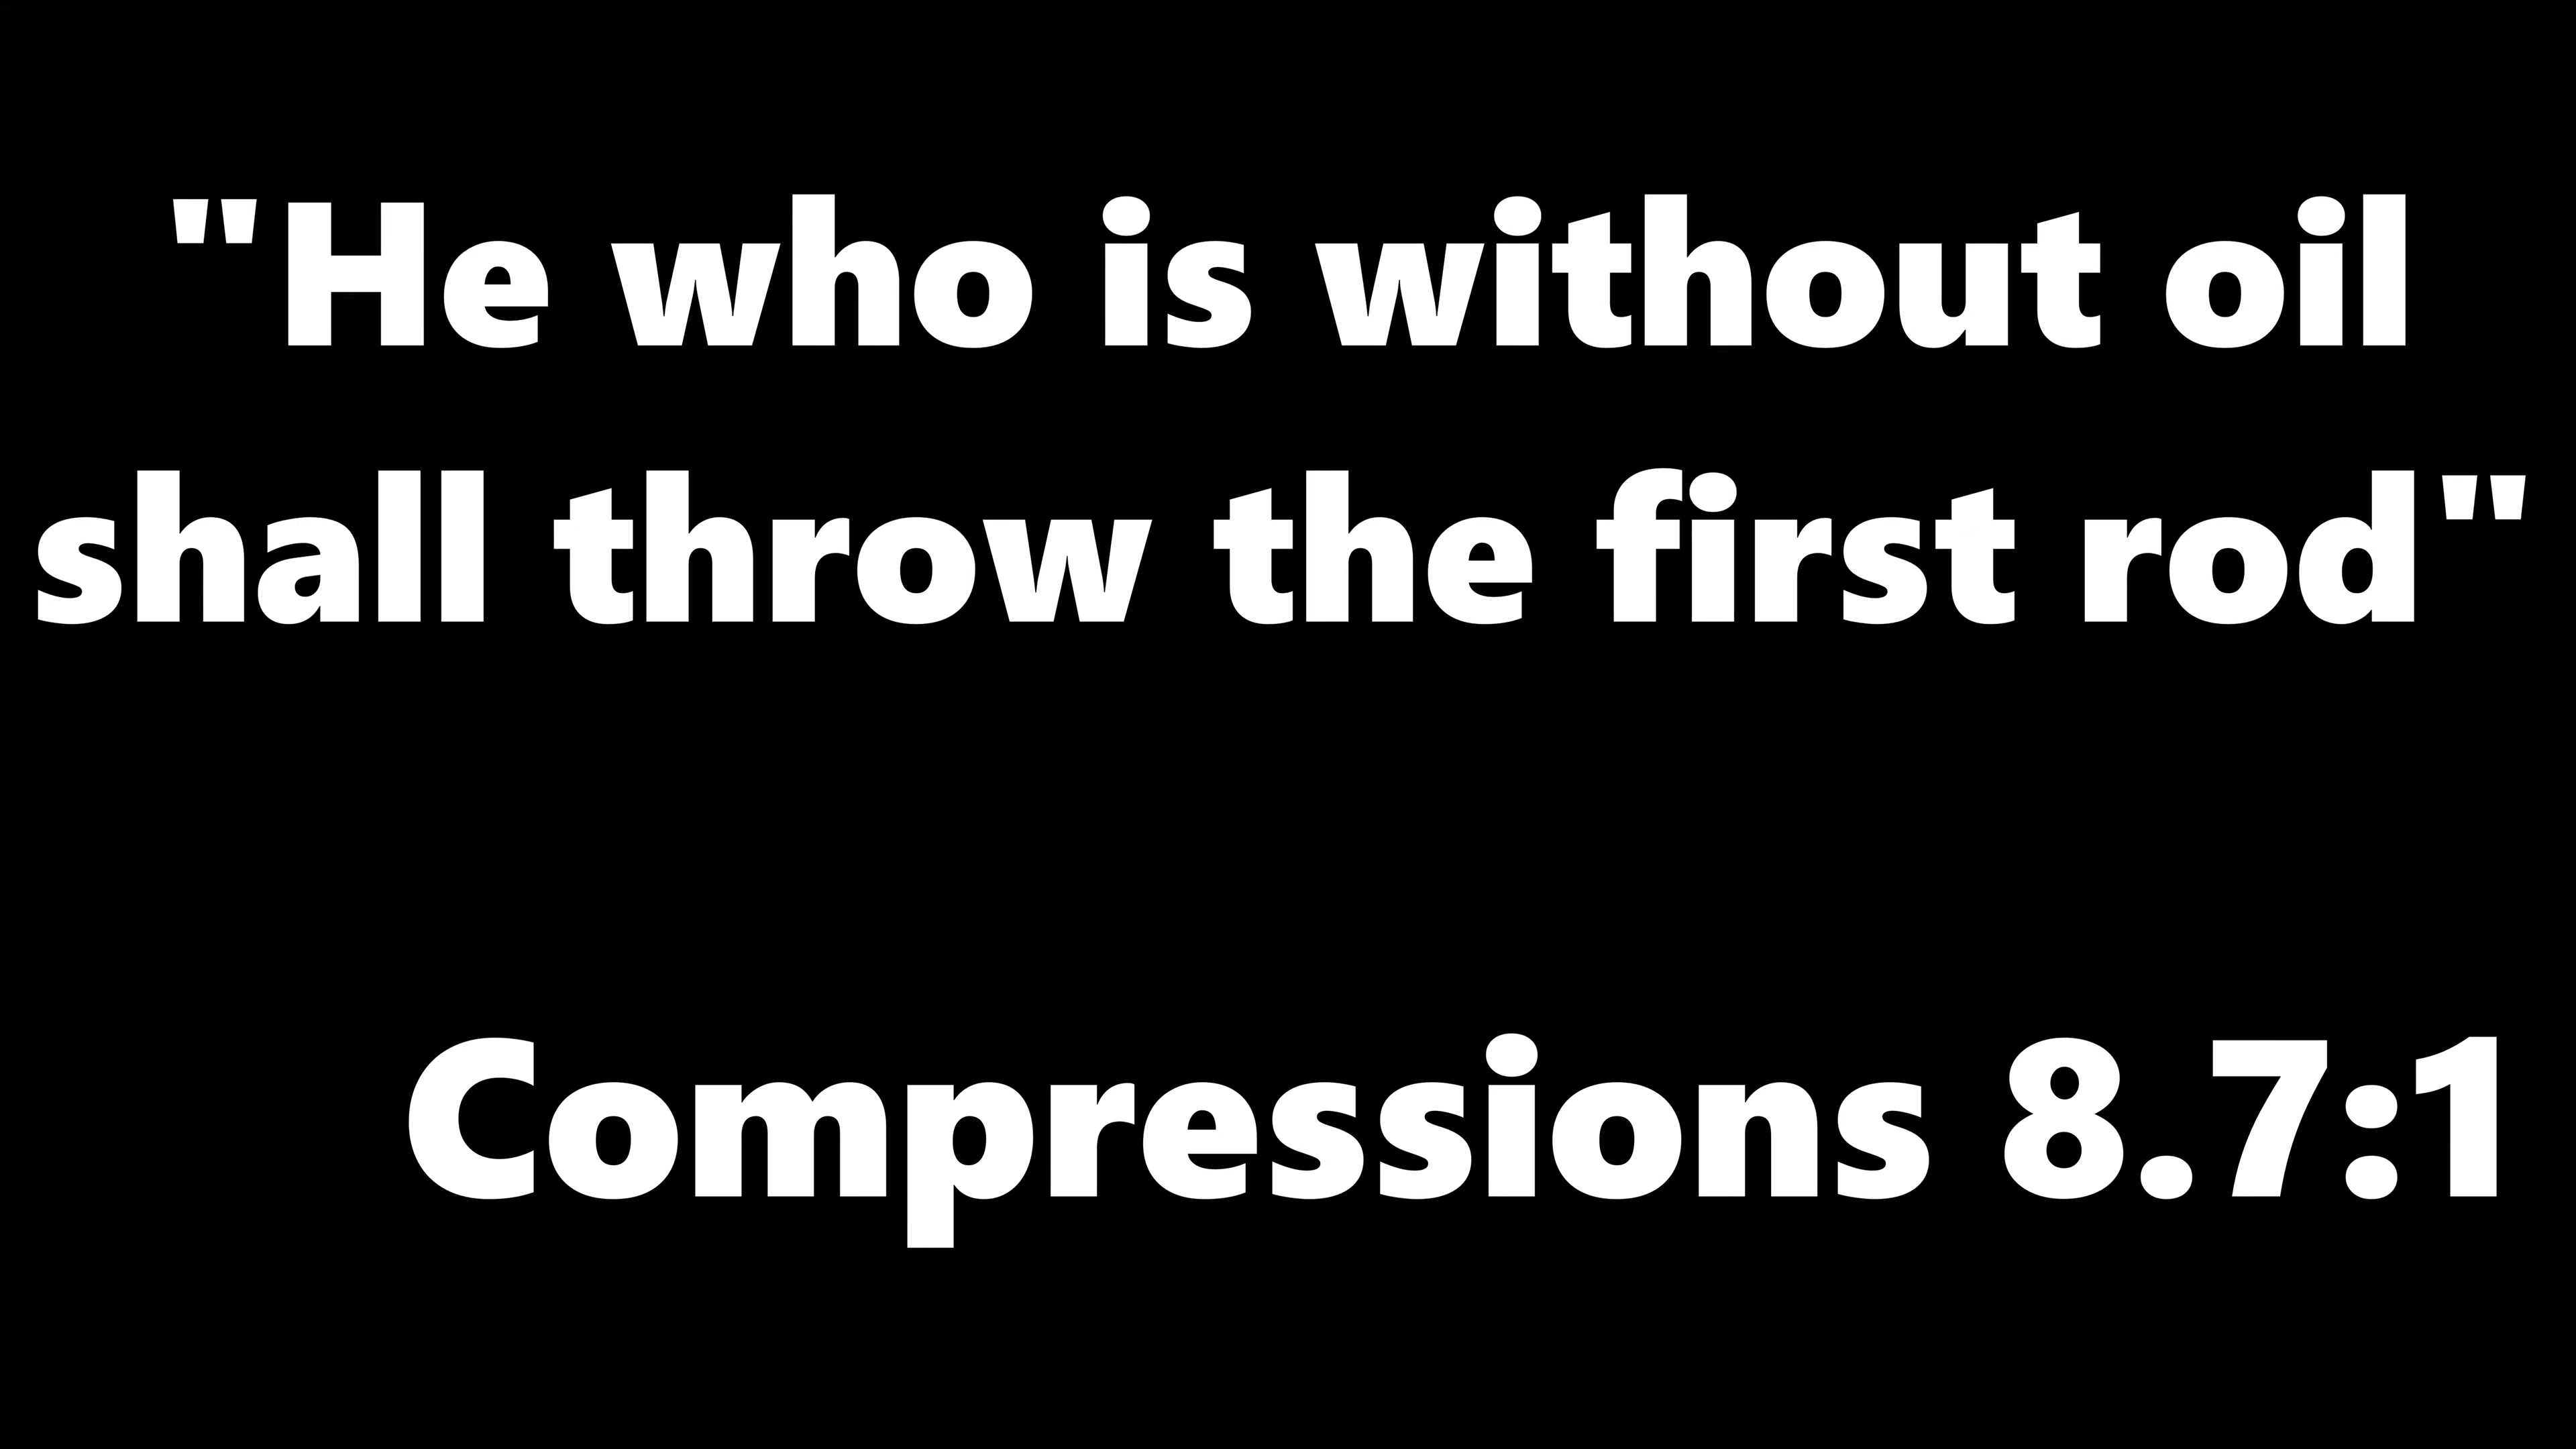 "He who is without oil
shall throw the first rod"
Compressions 8.7:1